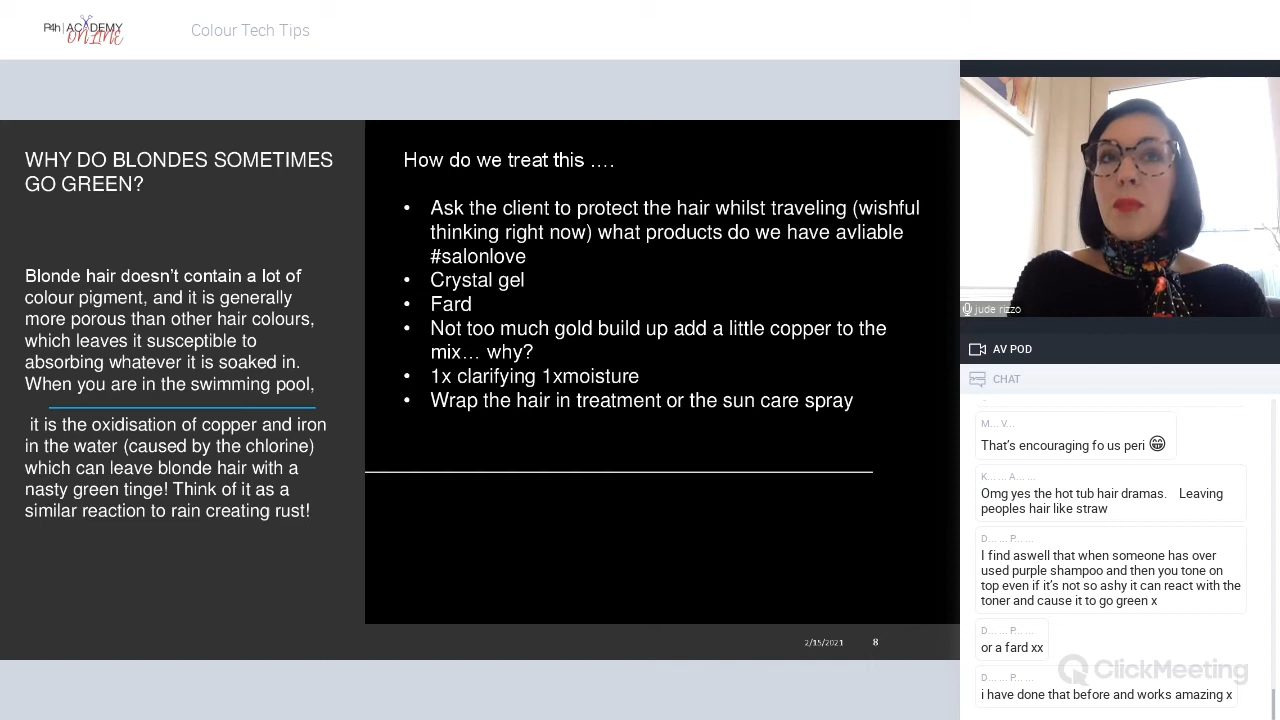 P4h ACADEMY
ONLINE
Colour Tech Tips
WHY DO BLONDES SOMETIMES
GO GREEN?
Blonde hair doesn't contain a lot of
colour pigment, and it is generally
more porous than other hair colours,
which leaves it susceptible to
absorbing whatever it is soaked in.
When you are in the swimming pool,
it is the oxidisation of copper and iron
in the water (caused by the chlorine)
which can leave blonde hair with a
nasty green tinge! Think of it as a
similar reaction to rain creating rust!
How do we treat this ....
• Ask the client to protect the hair whilst traveling (wishful
thinking right now) what products do we have avliable
#salonlove
• Crystal gel
• Fard
• Not too much gold build up add a little copper to the
mix... why?
• 1x clarifying 1xmoisture
• Wrap the hair in treatment or the sun care spray
2/15/2021 8
jude rizzo
AV POD
CHAT
M... V...
That's encouraging fo us peri 😁
K... ... A... ...
Omg yes the hot tub hair dramas. Leaving
peoples hair like straw
D... ... P... ...
I find aswell that when someone has over
used purple shampoo and then you tone on
top even if it's not so ashy it can react with the
toner and cause it to go green x
D... ... P... ...
or a fard xx
D... ... P... ...
i have done that before and works amazing x
ClickMeeting